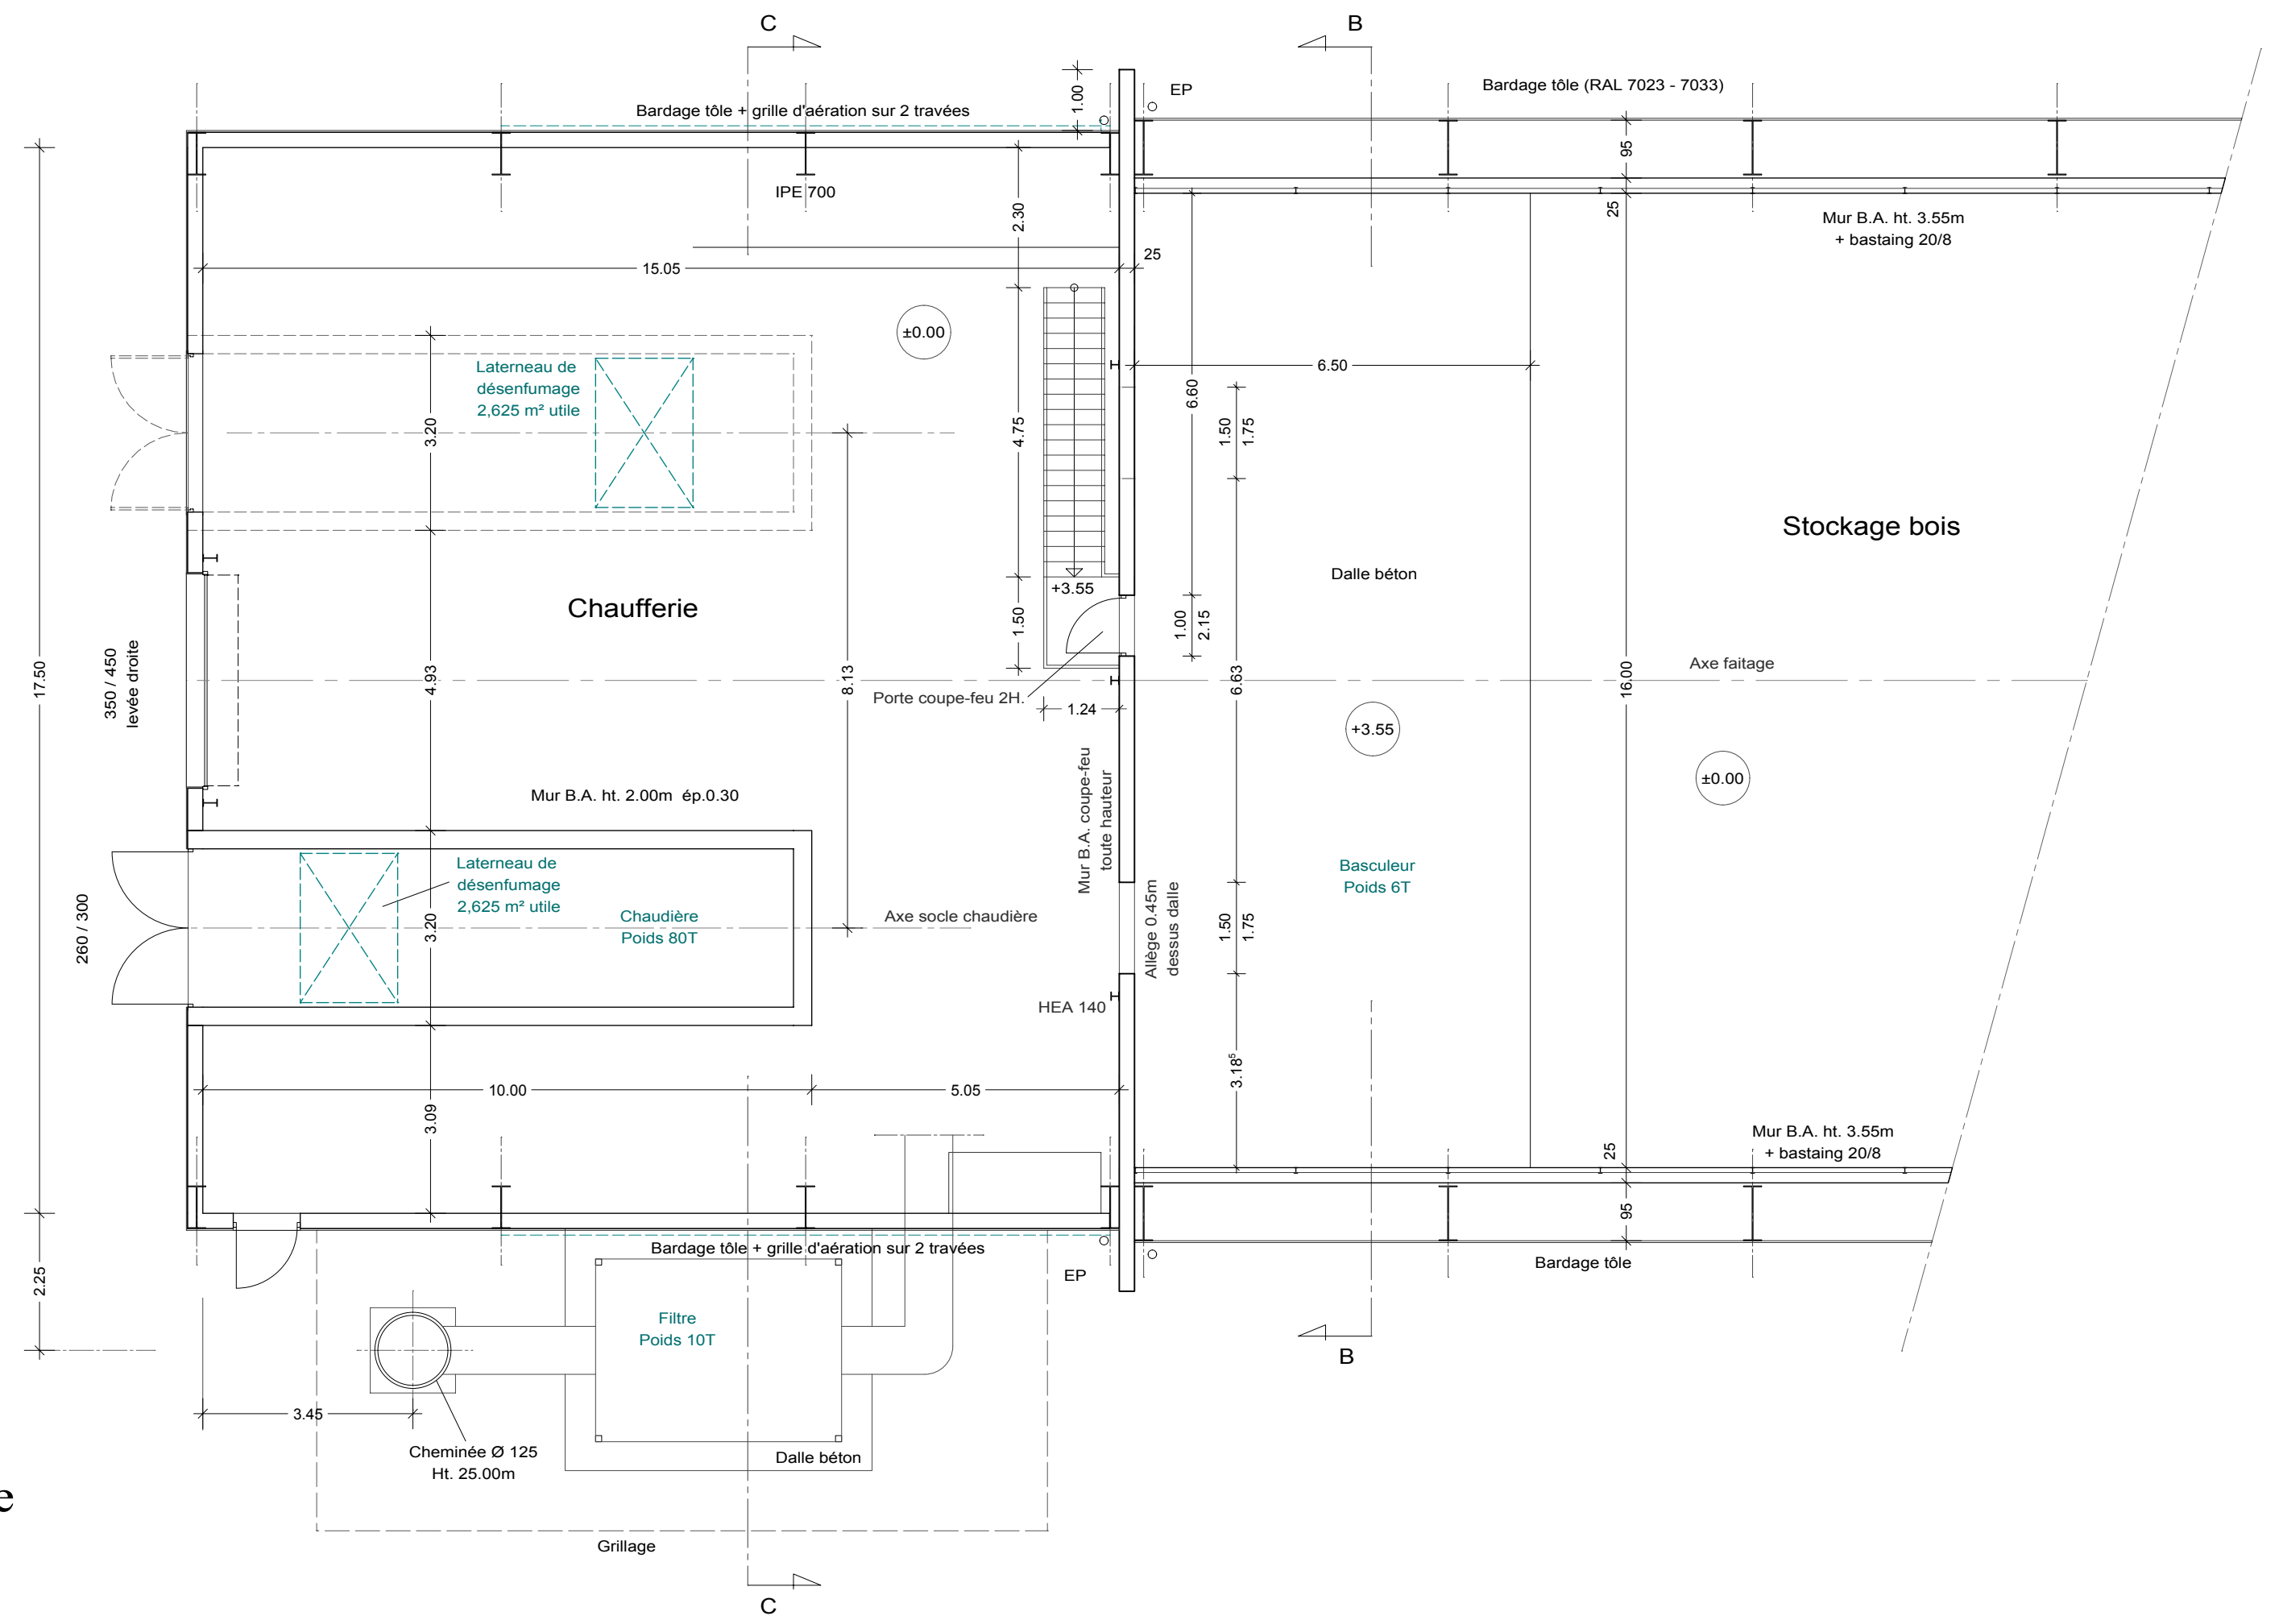 C
B
EP
Bardage tôle (RAL 7023 - 7033)
Bardage tôle + grille d'aération sur 2 travées
1.00
95
IPE 700
2.30
25
Mur B.A. ht. 3.55m
+ bastaing 20/8
25
15.05
±0.00
Laterneau de
désenfumage
2,625 m² utile
3.20
4.75
6.60
6.50
1.50
1.75
Stockage bois
Dalle béton
+3.55
Chaufferie
1.50
1.00
2.15
17.50
350 / 450
levée droite
4.93
8.13
Porte coupe-feu 2H.
1.24
6.63
16.00
Axe faitage
+3.55
±0.00
Mur B.A. ht. 2.00m ép.0.30
Mur B.A. coupe-feu
toute hauteur
Laterneau de
désenfumage
2,625 m² utile
Basculeur
Poids 6T
260 / 300
3.20
Chaudière
Poids 80T
Axe socle chaudière
Allège 0.45m
dessus dalle
1.50
1.75
HEA 140
10.00
5.05
3.09
3.18⁵
Mur B.A. ht. 3.55m
+ bastaing 20/8
25
95
Bardage tôle + grille d'aération sur 2 travées
Bardage tôle
EP
2.25
Filtre
Poids 10T
B
3.45
Cheminée Ø 125
Ht. 25.00m
Dalle béton
e
Grillage
C